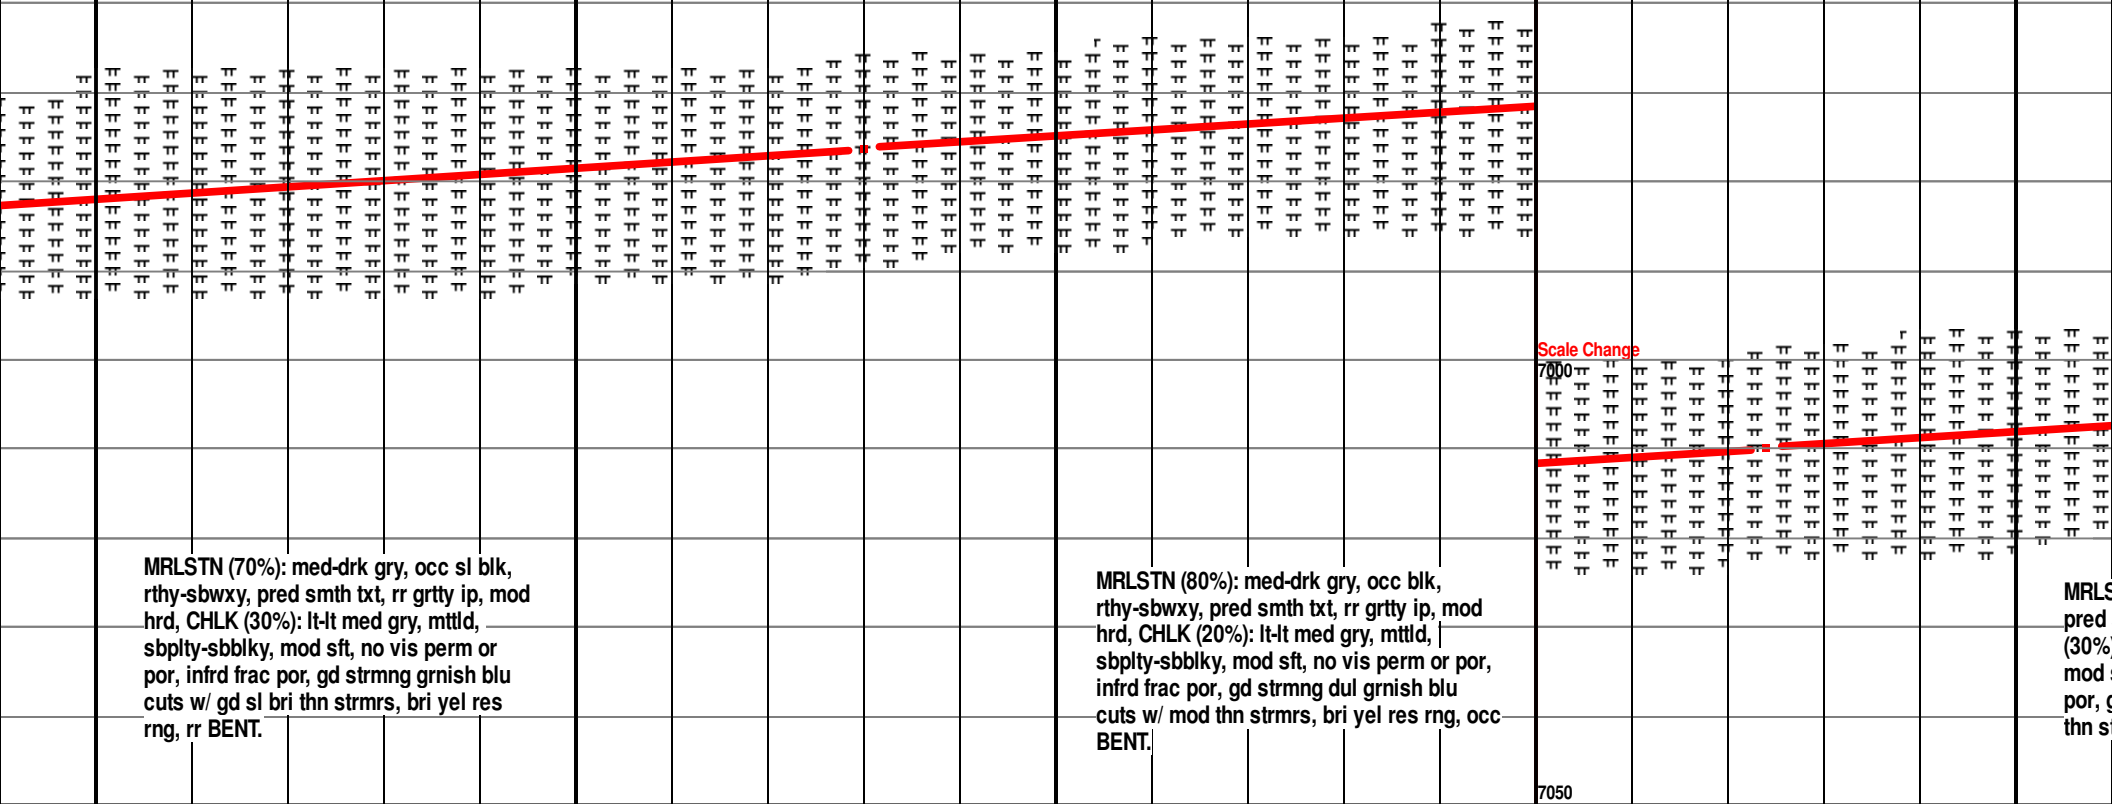 MRLSTN (70%): med-drk gry, occ sl blk,
rthy-sbwxy, pred smth txt, rr grtty ip, mod
hrd, CHLK (30%): lt-lt med gry, mttld,
sbplty-sbblky, mod sft, no vis perm or
por, infrd frac por, gd strmng grnish blu
cuts w/ gd sl bri thn strmrs, bri yel res
rng, rr BENT.
MRLSTN (80%): med-drk gry, occ blk,
rthy-sbwxy, pred smth txt, rr grtty ip, mod
hrd, CHLK (20%): lt-lt med gry, mttld,
sbplty-sbblky, mod sft, no vis perm or por,
infrd frac por, gd strmng dul grnish blu
cuts w/ mod thn strmrs, bri yel res rng, occ
BENT.
Scale Change
7000
7050
MRLS
pred
(30%)
mod s
por, g
thn st